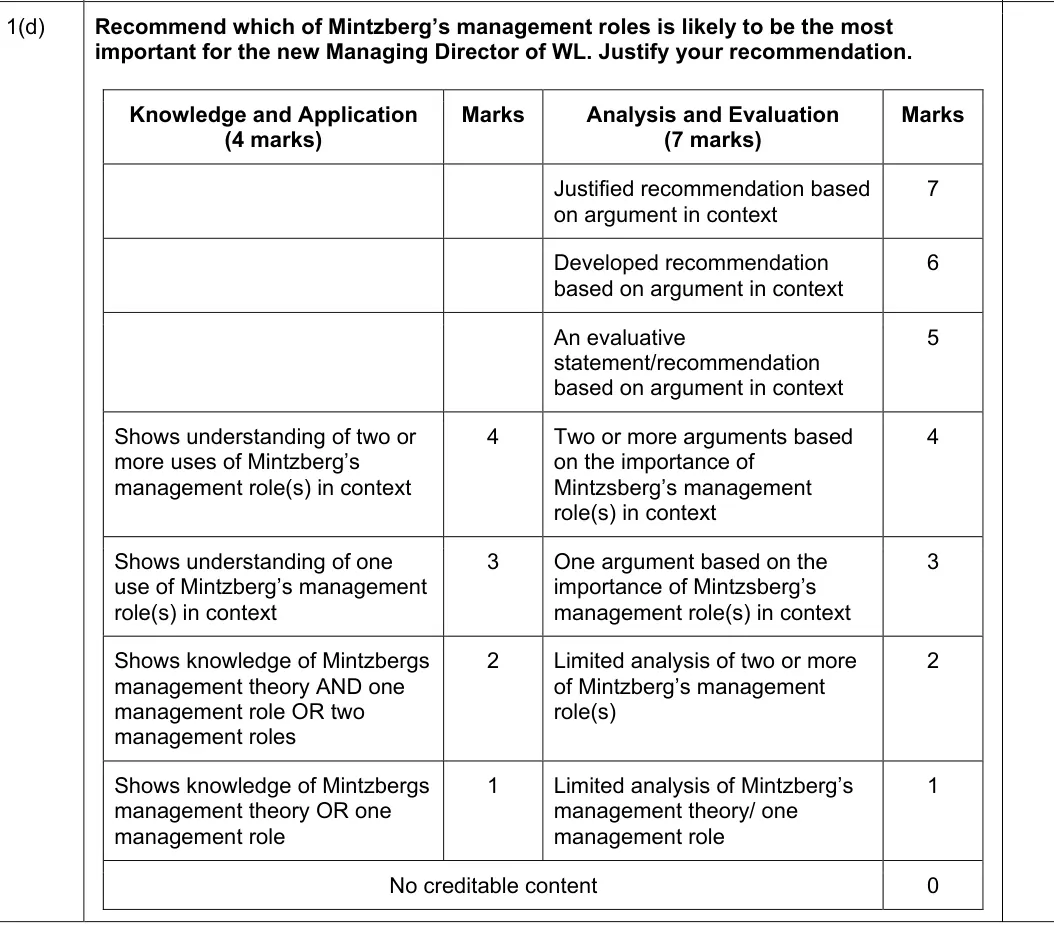 1(d)
Recommend which of Mintzberg’s management roles is likely to be the most
important for the new Managing Director of WL. Justify your recommendation.
Knowledge and Application
(4 marks)
Marks
Analysis and Evaluation
(7 marks)
Marks
Justified recommendation based
on argument in context
7
Developed recommendation
based on argument in context
6
An evaluative
statement/recommendation
based on argument in context
5
Shows understanding of two or
more uses of Mintzberg’s
management role(s) in context
4
Two or more arguments based
on the importance of
Mintzsberg’s management
role(s) in context
4
Shows understanding of one
use of Mintzberg’s management
role(s) in context
3
One argument based on the
importance of Mintzsberg’s
management role(s) in context
3
Shows knowledge of Mintzbergs
management theory AND one
management role OR two
management roles
2
Limited analysis of two or more
of Mintzberg’s management
role(s)
2
Shows knowledge of Mintzbergs
management theory OR one
management role
1
Limited analysis of Mintzberg’s
management theory/ one
management role
1
No creditable content
0